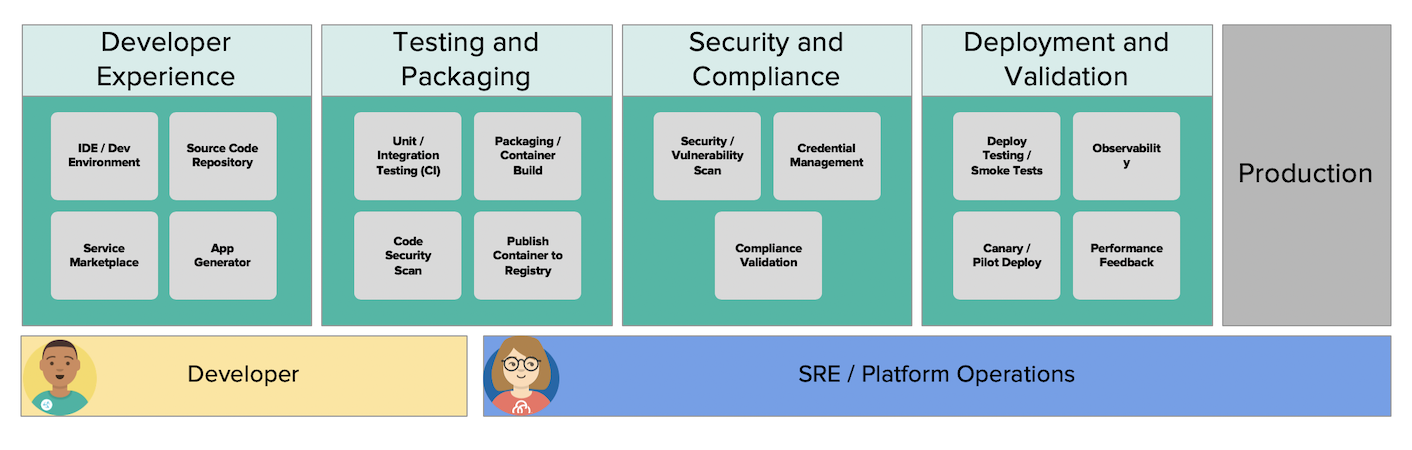 Developer
Experience
Testing and
Packaging
Security and
Compliance
Deployment and
Validation
Production
IDE / Dev
Environment
Source Code
Repository
Service
Marketplace
App
Generator
Unit /
Integration
Testing (CI)
Packaging /
Container
Build
Code
Security
Scan
Publish
Container to
Registry
Security /
Vulnerability
Scan
Credential
Management
Compliance
Validation
Deploy
Testing /
Smoke Tests
Observabilit
y
Canary /
Pilot Deploy
Performance
Feedback
Developer
SRE / Platform Operations